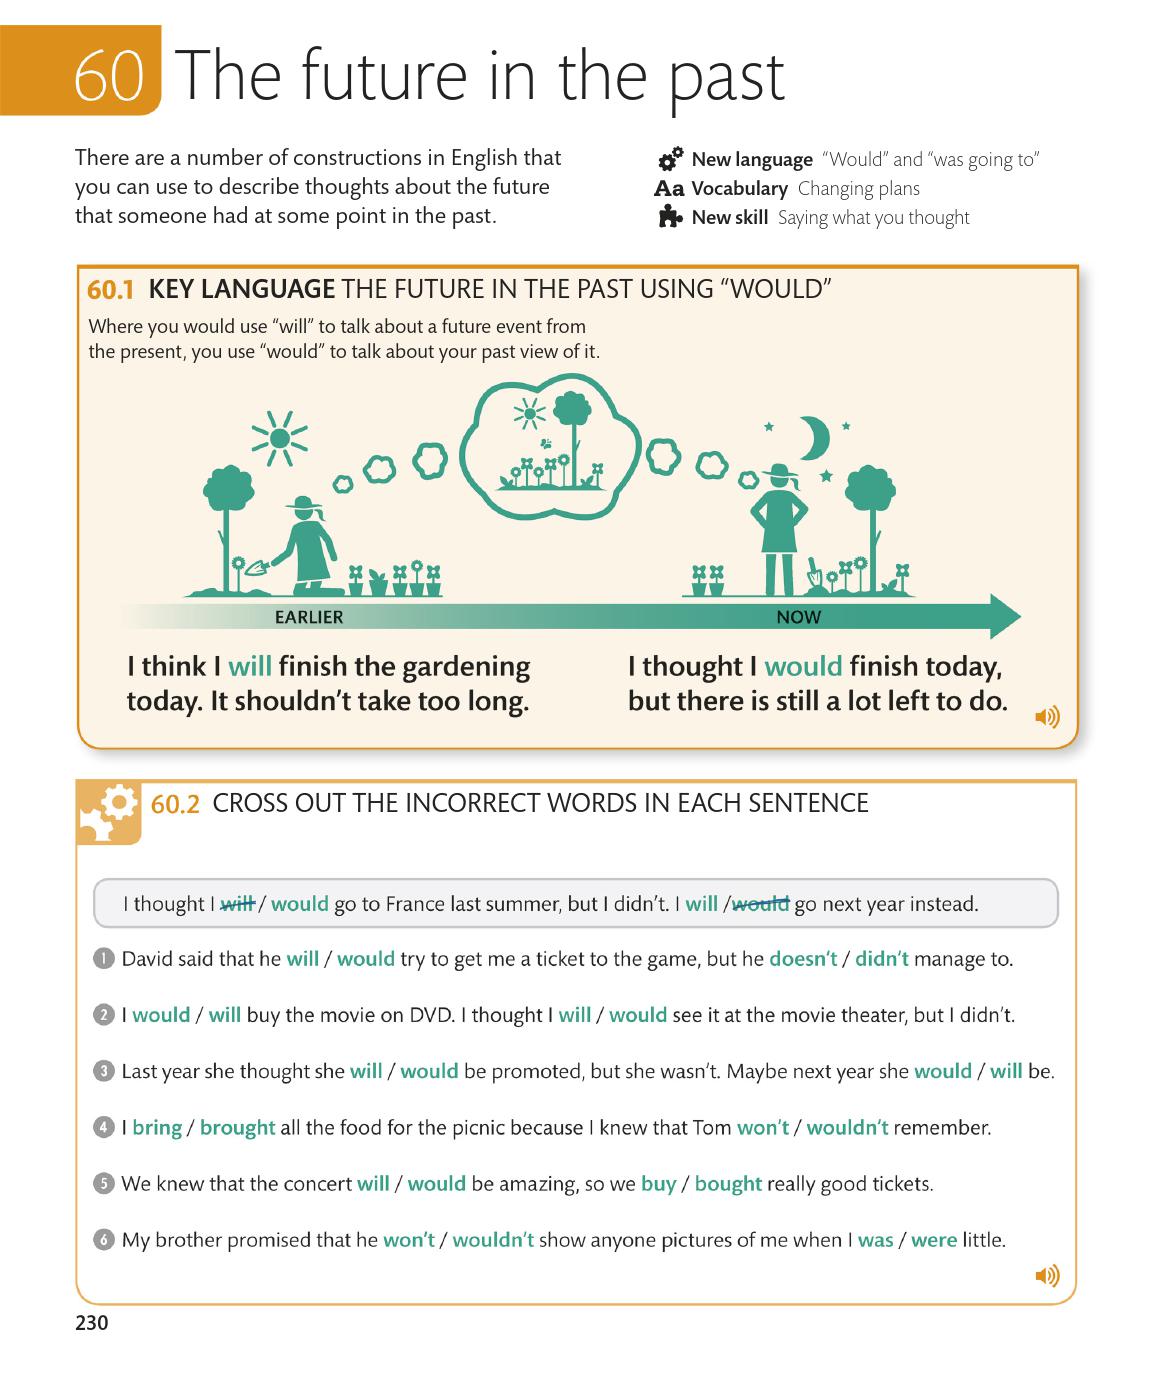 60 The future in the past
There are a number of constructions in English that
you can use to describe thoughts about the future
that someone had at some point in the past.
New language “Would” and “was going to”
Aa Vocabulary Changing plans
New skill Saying what you thought
60.1 KEY LANGUAGE THE FUTURE IN THE PAST USING “WOULD”
Where you would use “will” to talk about a future event from
the present, you use “would” to talk about your past view of it.
EARLIER
NOW
I think I will finish the gardening
today. It shouldn’t take too long.
I thought I would finish today,
but there is still a lot left to do.
60.2 CROSS OUT THE INCORRECT WORDS IN EACH SENTENCE
I thought I will / would go to France last summer, but I didn’t. I will / would go next year instead.
1 David said that he will / would try to get me a ticket to the game, but he doesn’t / didn’t manage to.
2 I would / will buy the movie on DVD. I thought I will / would see it at the movie theater, but I didn’t.
3 Last year she thought she will / would be promoted, but she wasn’t. Maybe next year she would / will be.
4 I bring / brought all the food for the picnic because I knew that Tom won’t / wouldn’t remember.
5 We knew that the concert will / would be amazing, so we buy / bought really good tickets.
6 My brother promised that he won’t / wouldn’t show anyone pictures of me when I was / were little.
230